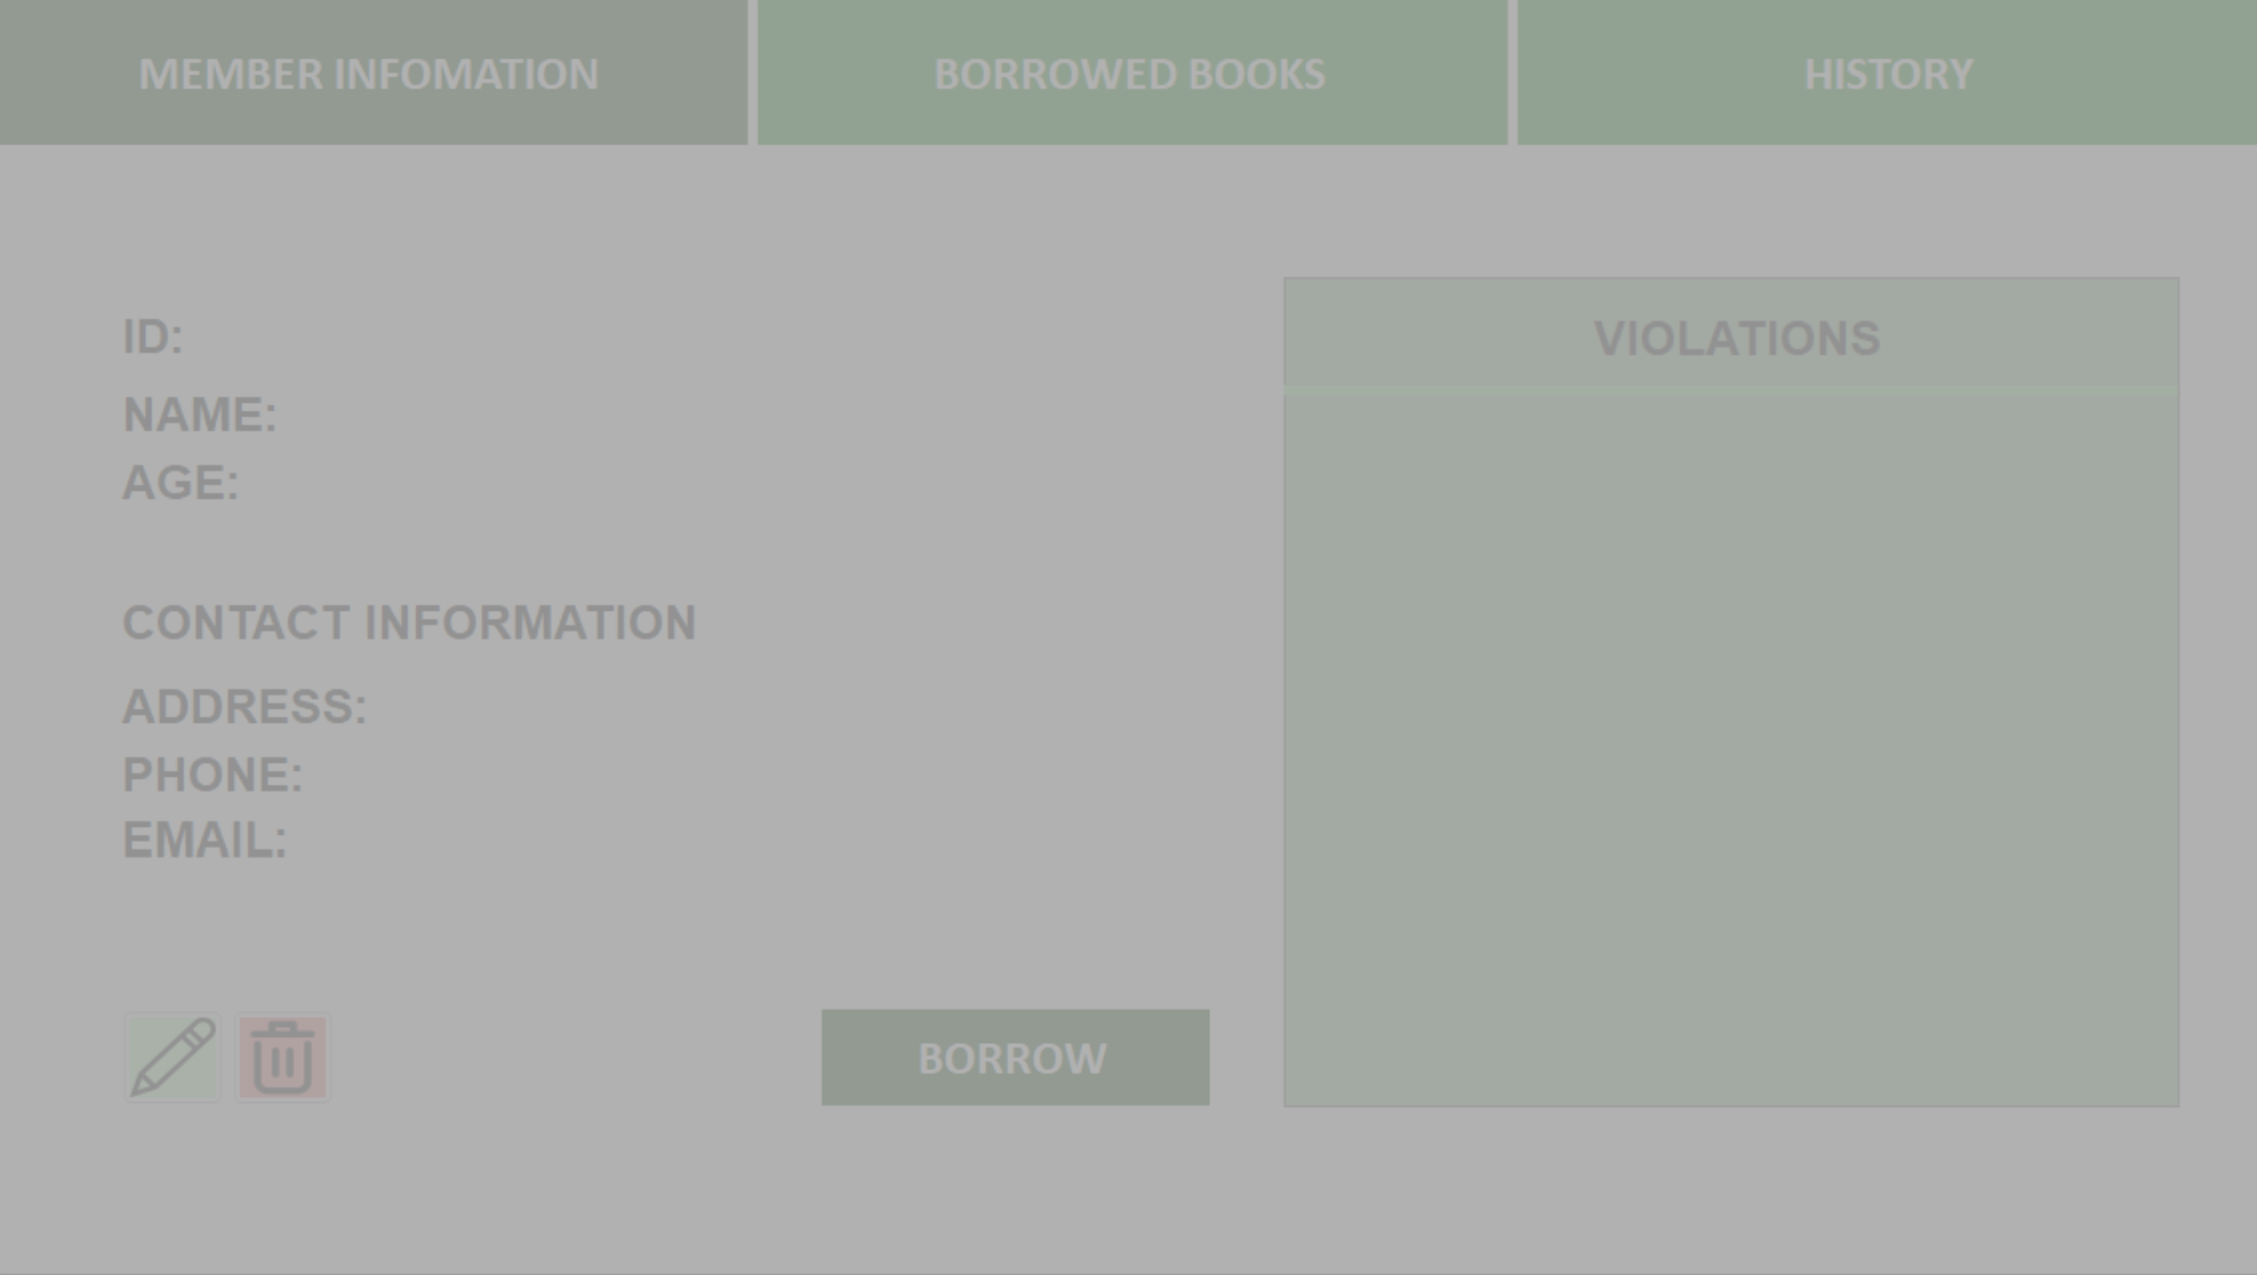 MEMBER INFOMATION
BORROWED BOOKS
HISTORY
ID:
NAME:
AGE:
CONTACT INFORMATION
ADDRESS:
PHONE:
EMAIL:
BORROW
VIOLATIONS